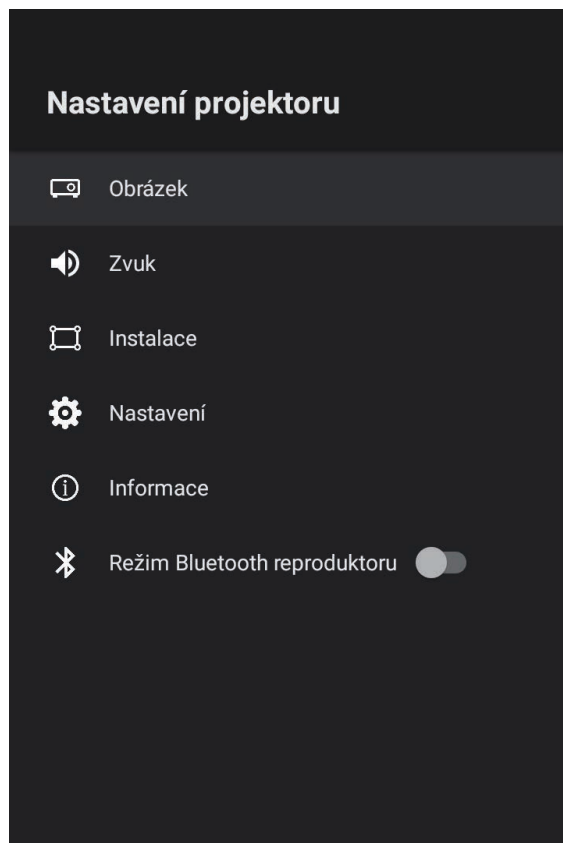 Nastavení projektoru
Obrázek
Zvuk
Instalace
Nastavení
Informace
Režim Bluetooth reproduktoru